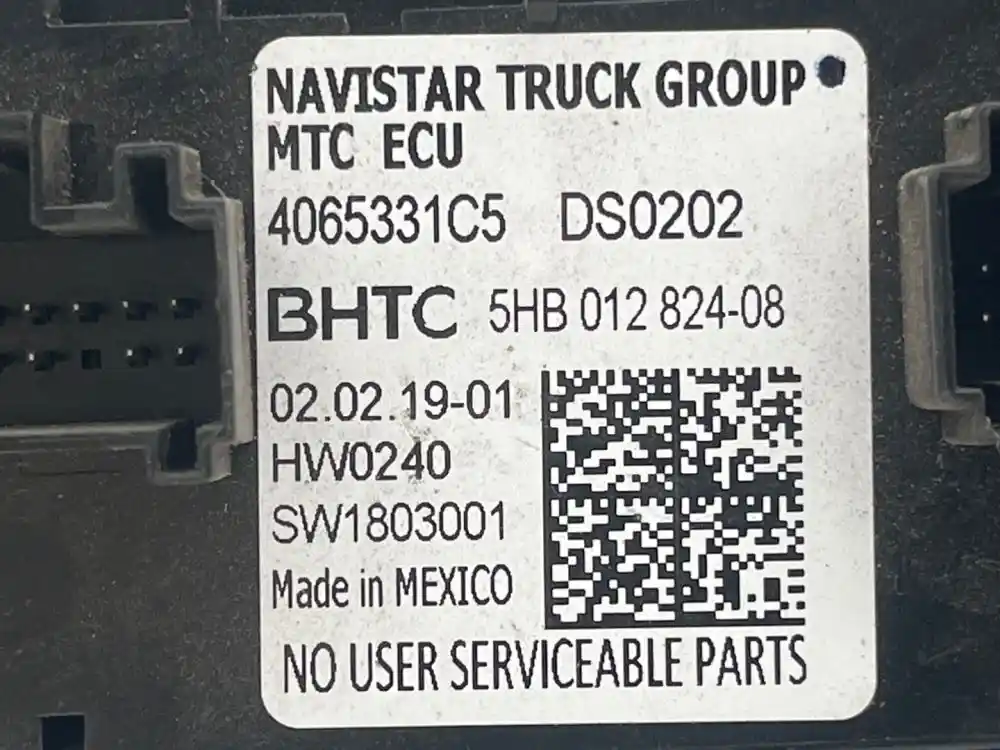 NAVISTAR TRUCK GROUP
MTC ECU
4065331C5 DS0202
BHTC 5HB 012 824-08
02.02.19-01
HW0240
SW1803001
Made in MEXICO
NO USER SERVICEABLE PARTS